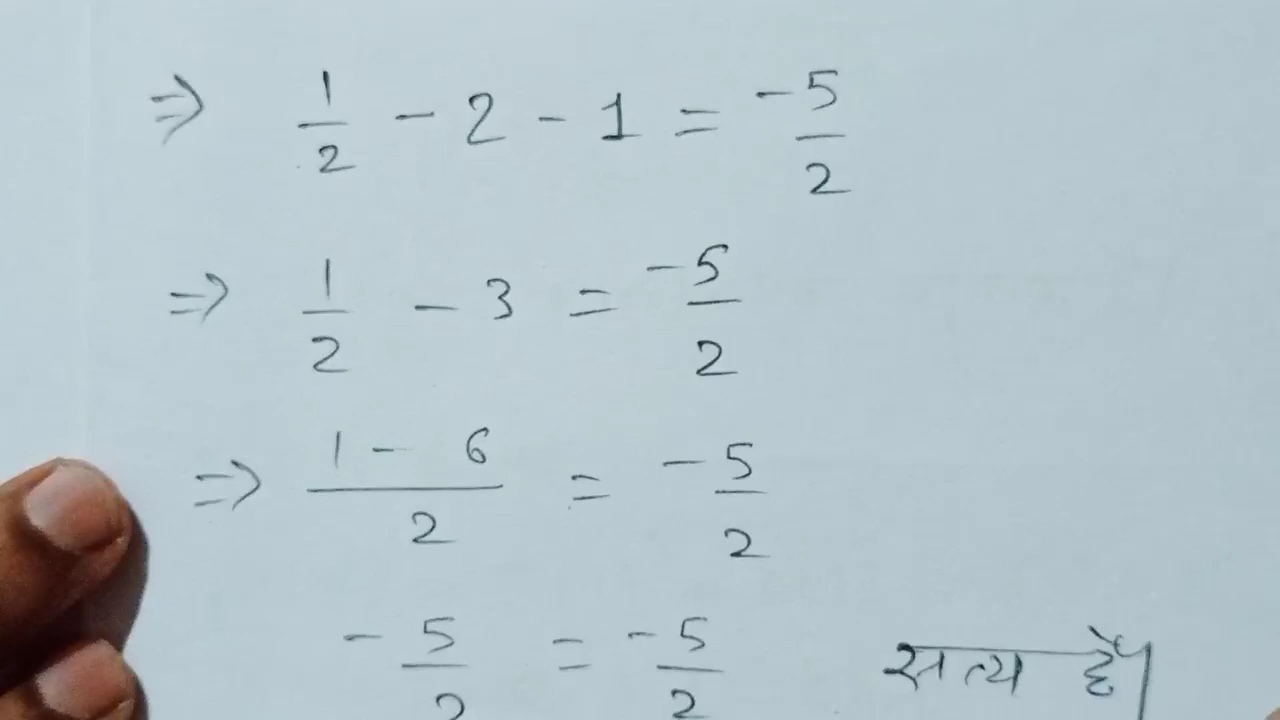 ⇒ 1/2 - 2 - 1 = -5/2
⇒ 1/2 - 3 = -5/2
⇒ (1 - 6)/2 = -5/2
-5/2 = -5/2 सत्य है।